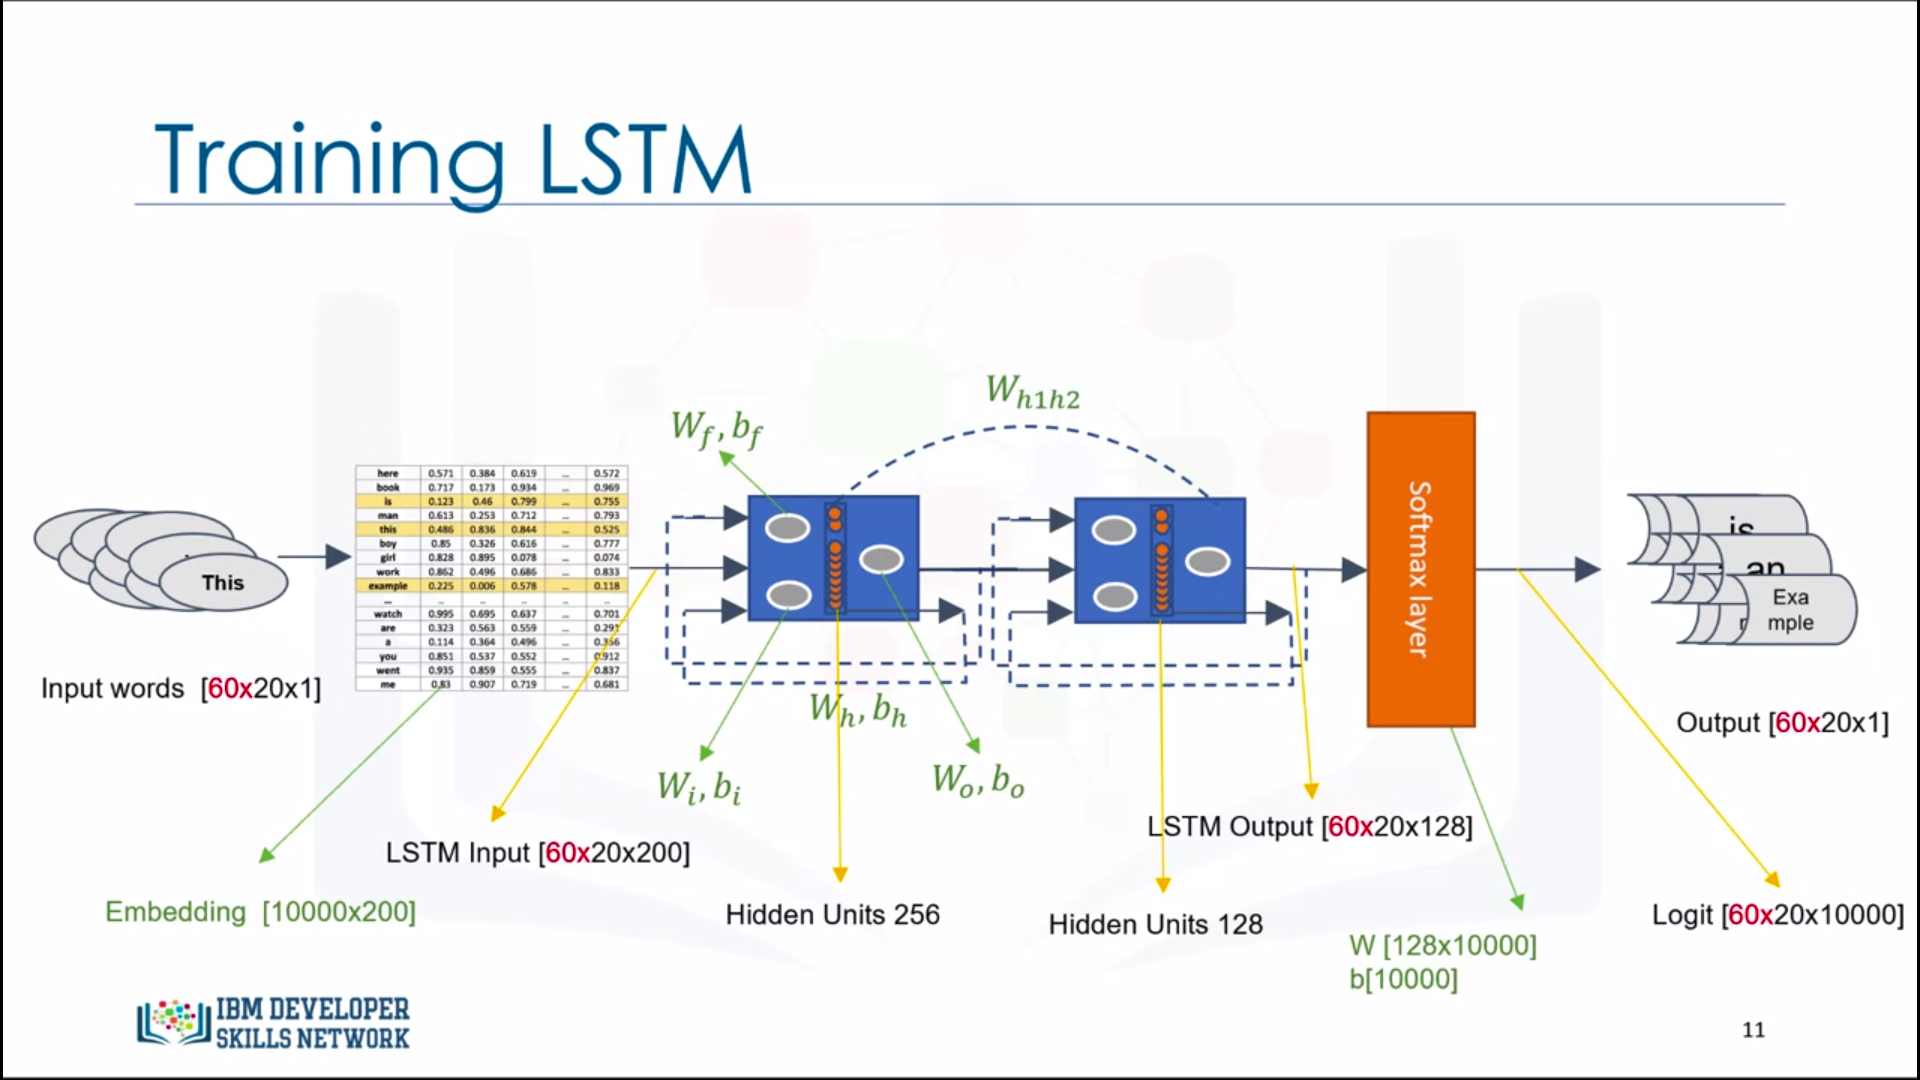 Training LSTM
W_h1h2
W_f, b_f
here 0.571 0.384 0.619 ... 0.572
book 0.717 0.173 0.934 ... 0.969
is 0.123 0.46 0.799 ... 0.755
man 0.613 0.253 0.712 ... 0.793
this 0.486 0.836 0.844 ... 0.525
boy 0.85 0.326 0.616 ... 0.777
girl 0.828 0.895 0.078 ... 0.074
work 0.862 0.496 0.686 ... 0.833
example 0.225 0.006 0.578 ... 0.118
... .. .. .. .. ..
watch 0.995 0.695 0.637 ... 0.701
are 0.323 0.563 0.559 ... 0.291
a 0.114 0.364 0.496 ...
you 0.851 0.537 0.552 ... 0.912
went 0.935 0.859 0.555 ... 0.837
me 0.83 0.907 0.719 ... 0.681
This
Softmax layer
is
an
Exa
mple
Input words [60x20x1]
W_h, b_h
Output [60x20x1]
W_i, b_i
W_o, b_o
LSTM Output [60x20x128]
LSTM Input [60x20x200]
Embedding [10000x200]
Hidden Units 256
Hidden Units 128
Logit [60x20x10000]
W [128x10000]
b[10000]
IBM DEVELOPER
SKILLS NETWORK
11